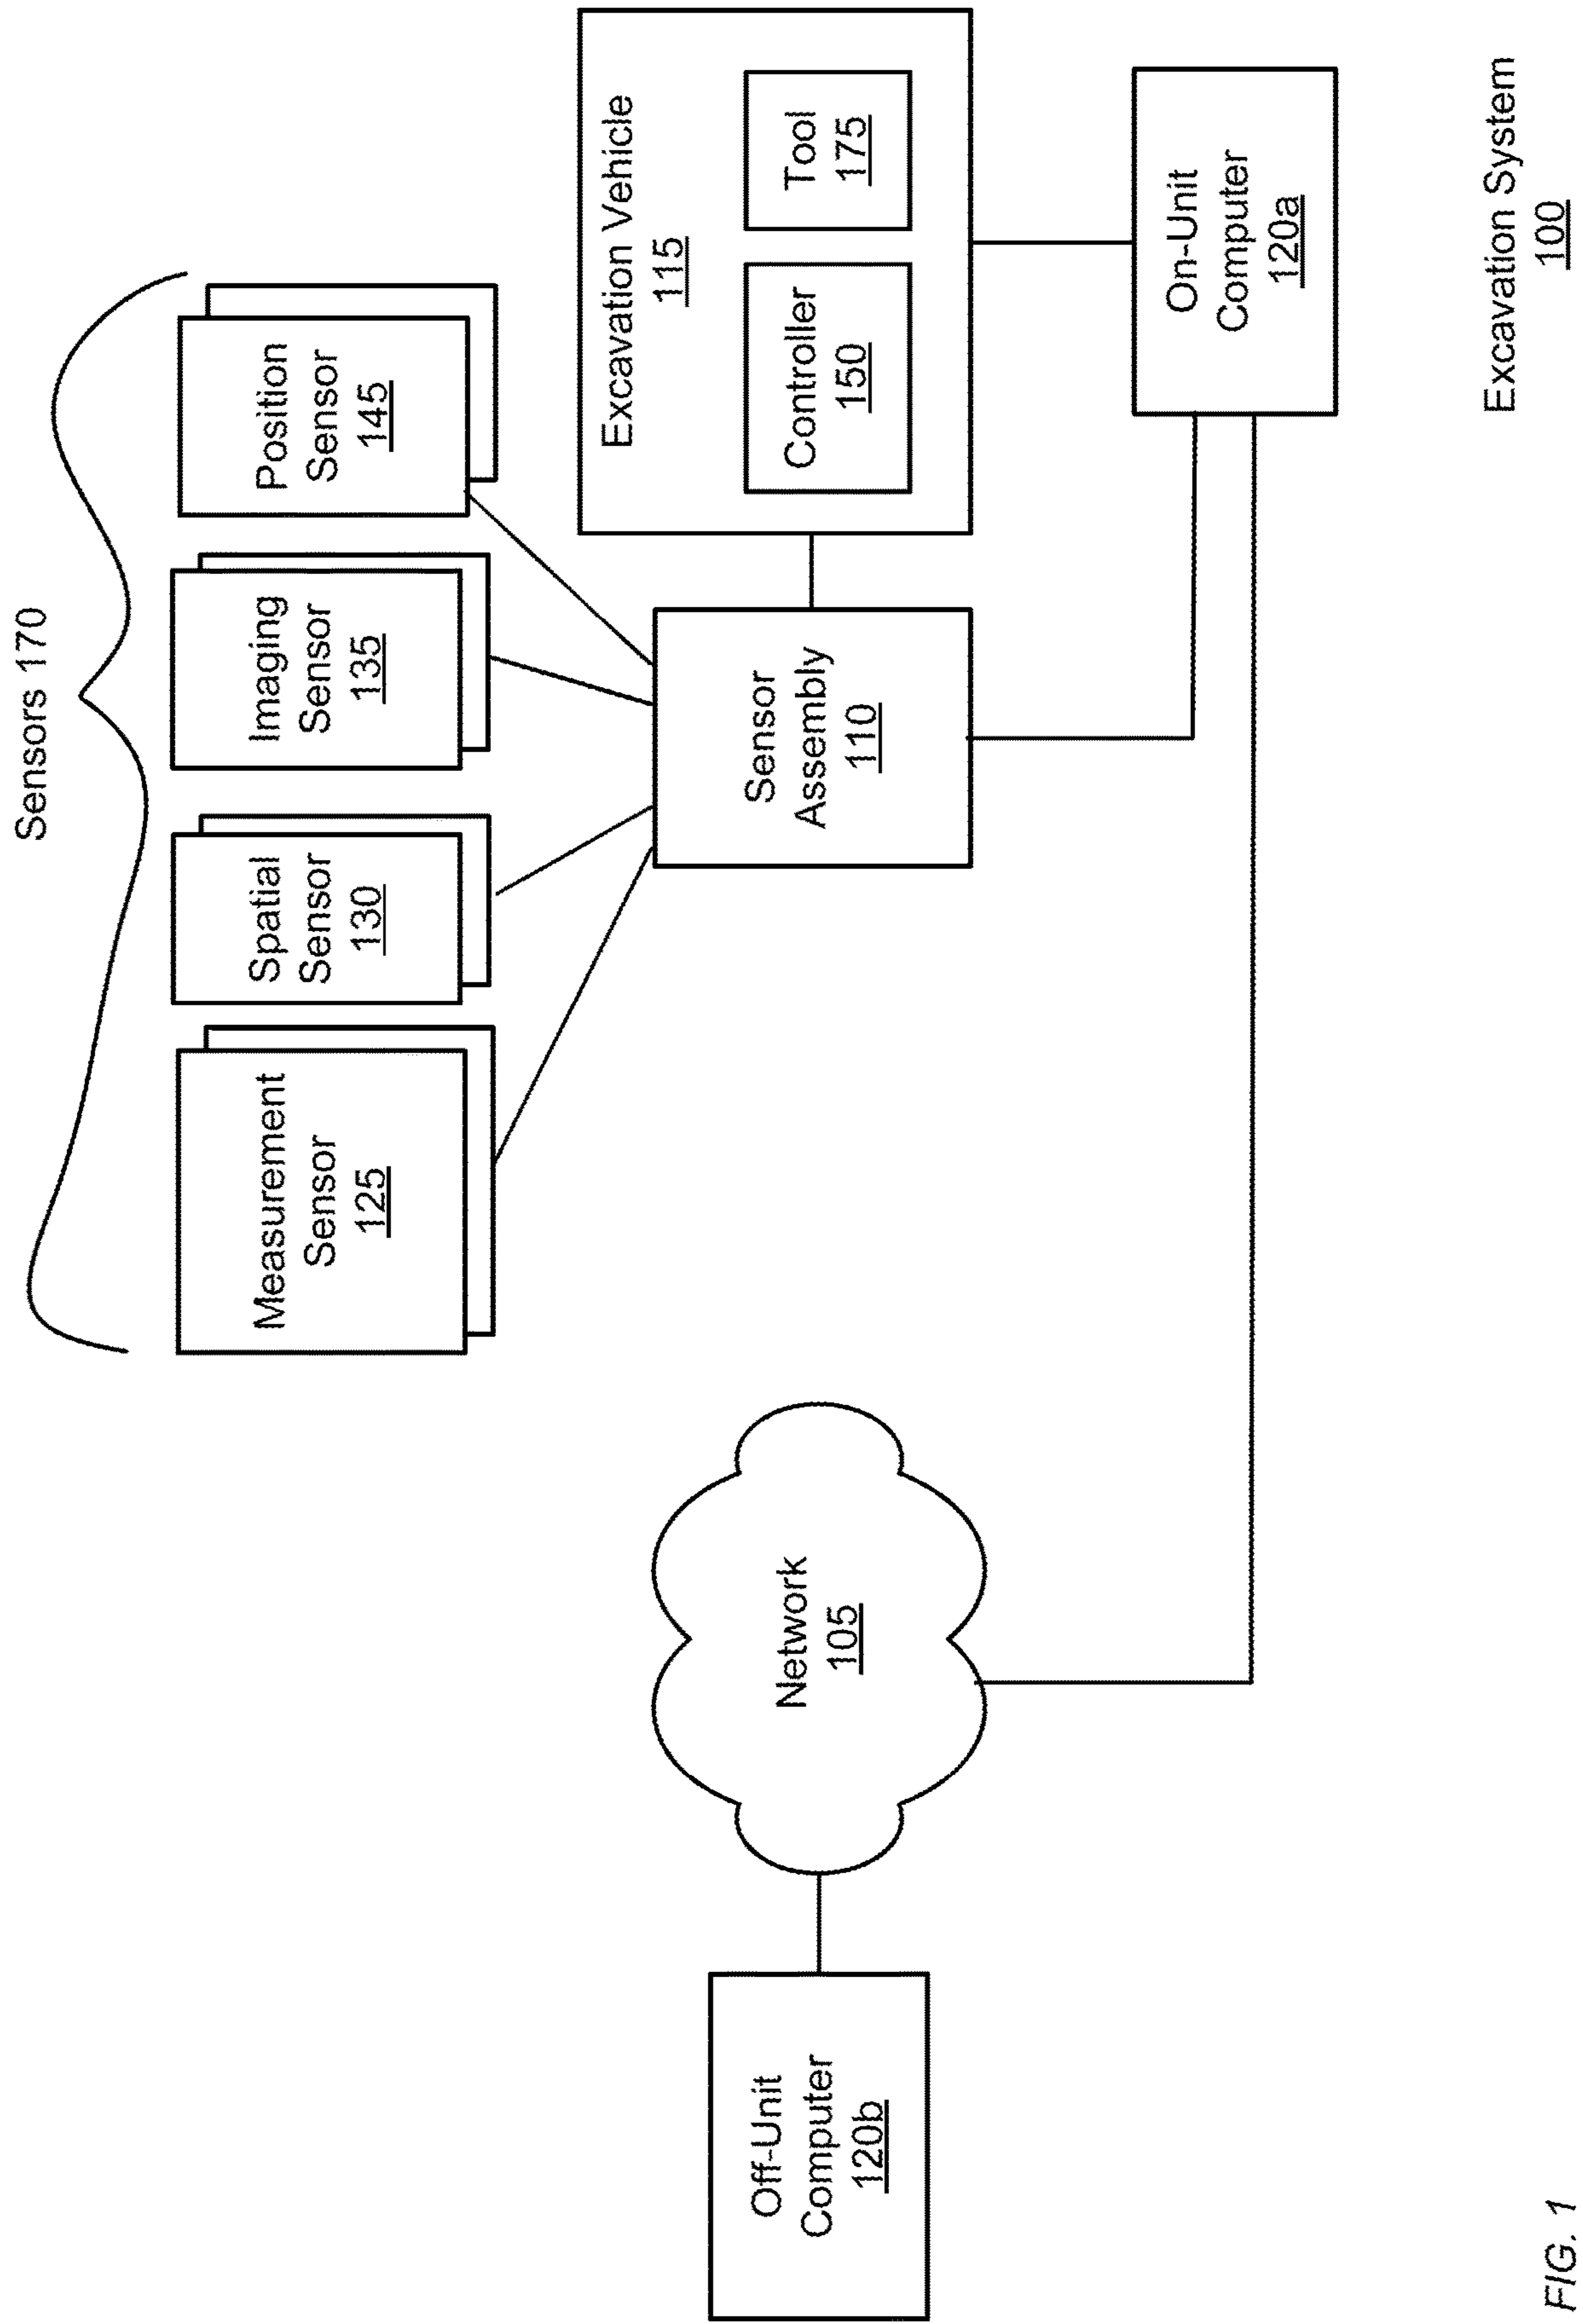 Sensors 170
Measurement
Sensor
125
Spatial
Sensor
130
Imaging
Sensor
135
Position
Sensor
145
Excavation Vehicle
115
Controller
150
Tool
175
Sensor
Assembly
110
Network
105
Off-Unit
Computer
120b
On-Unit
Computer
120a
Excavation System
100
FIG. 1